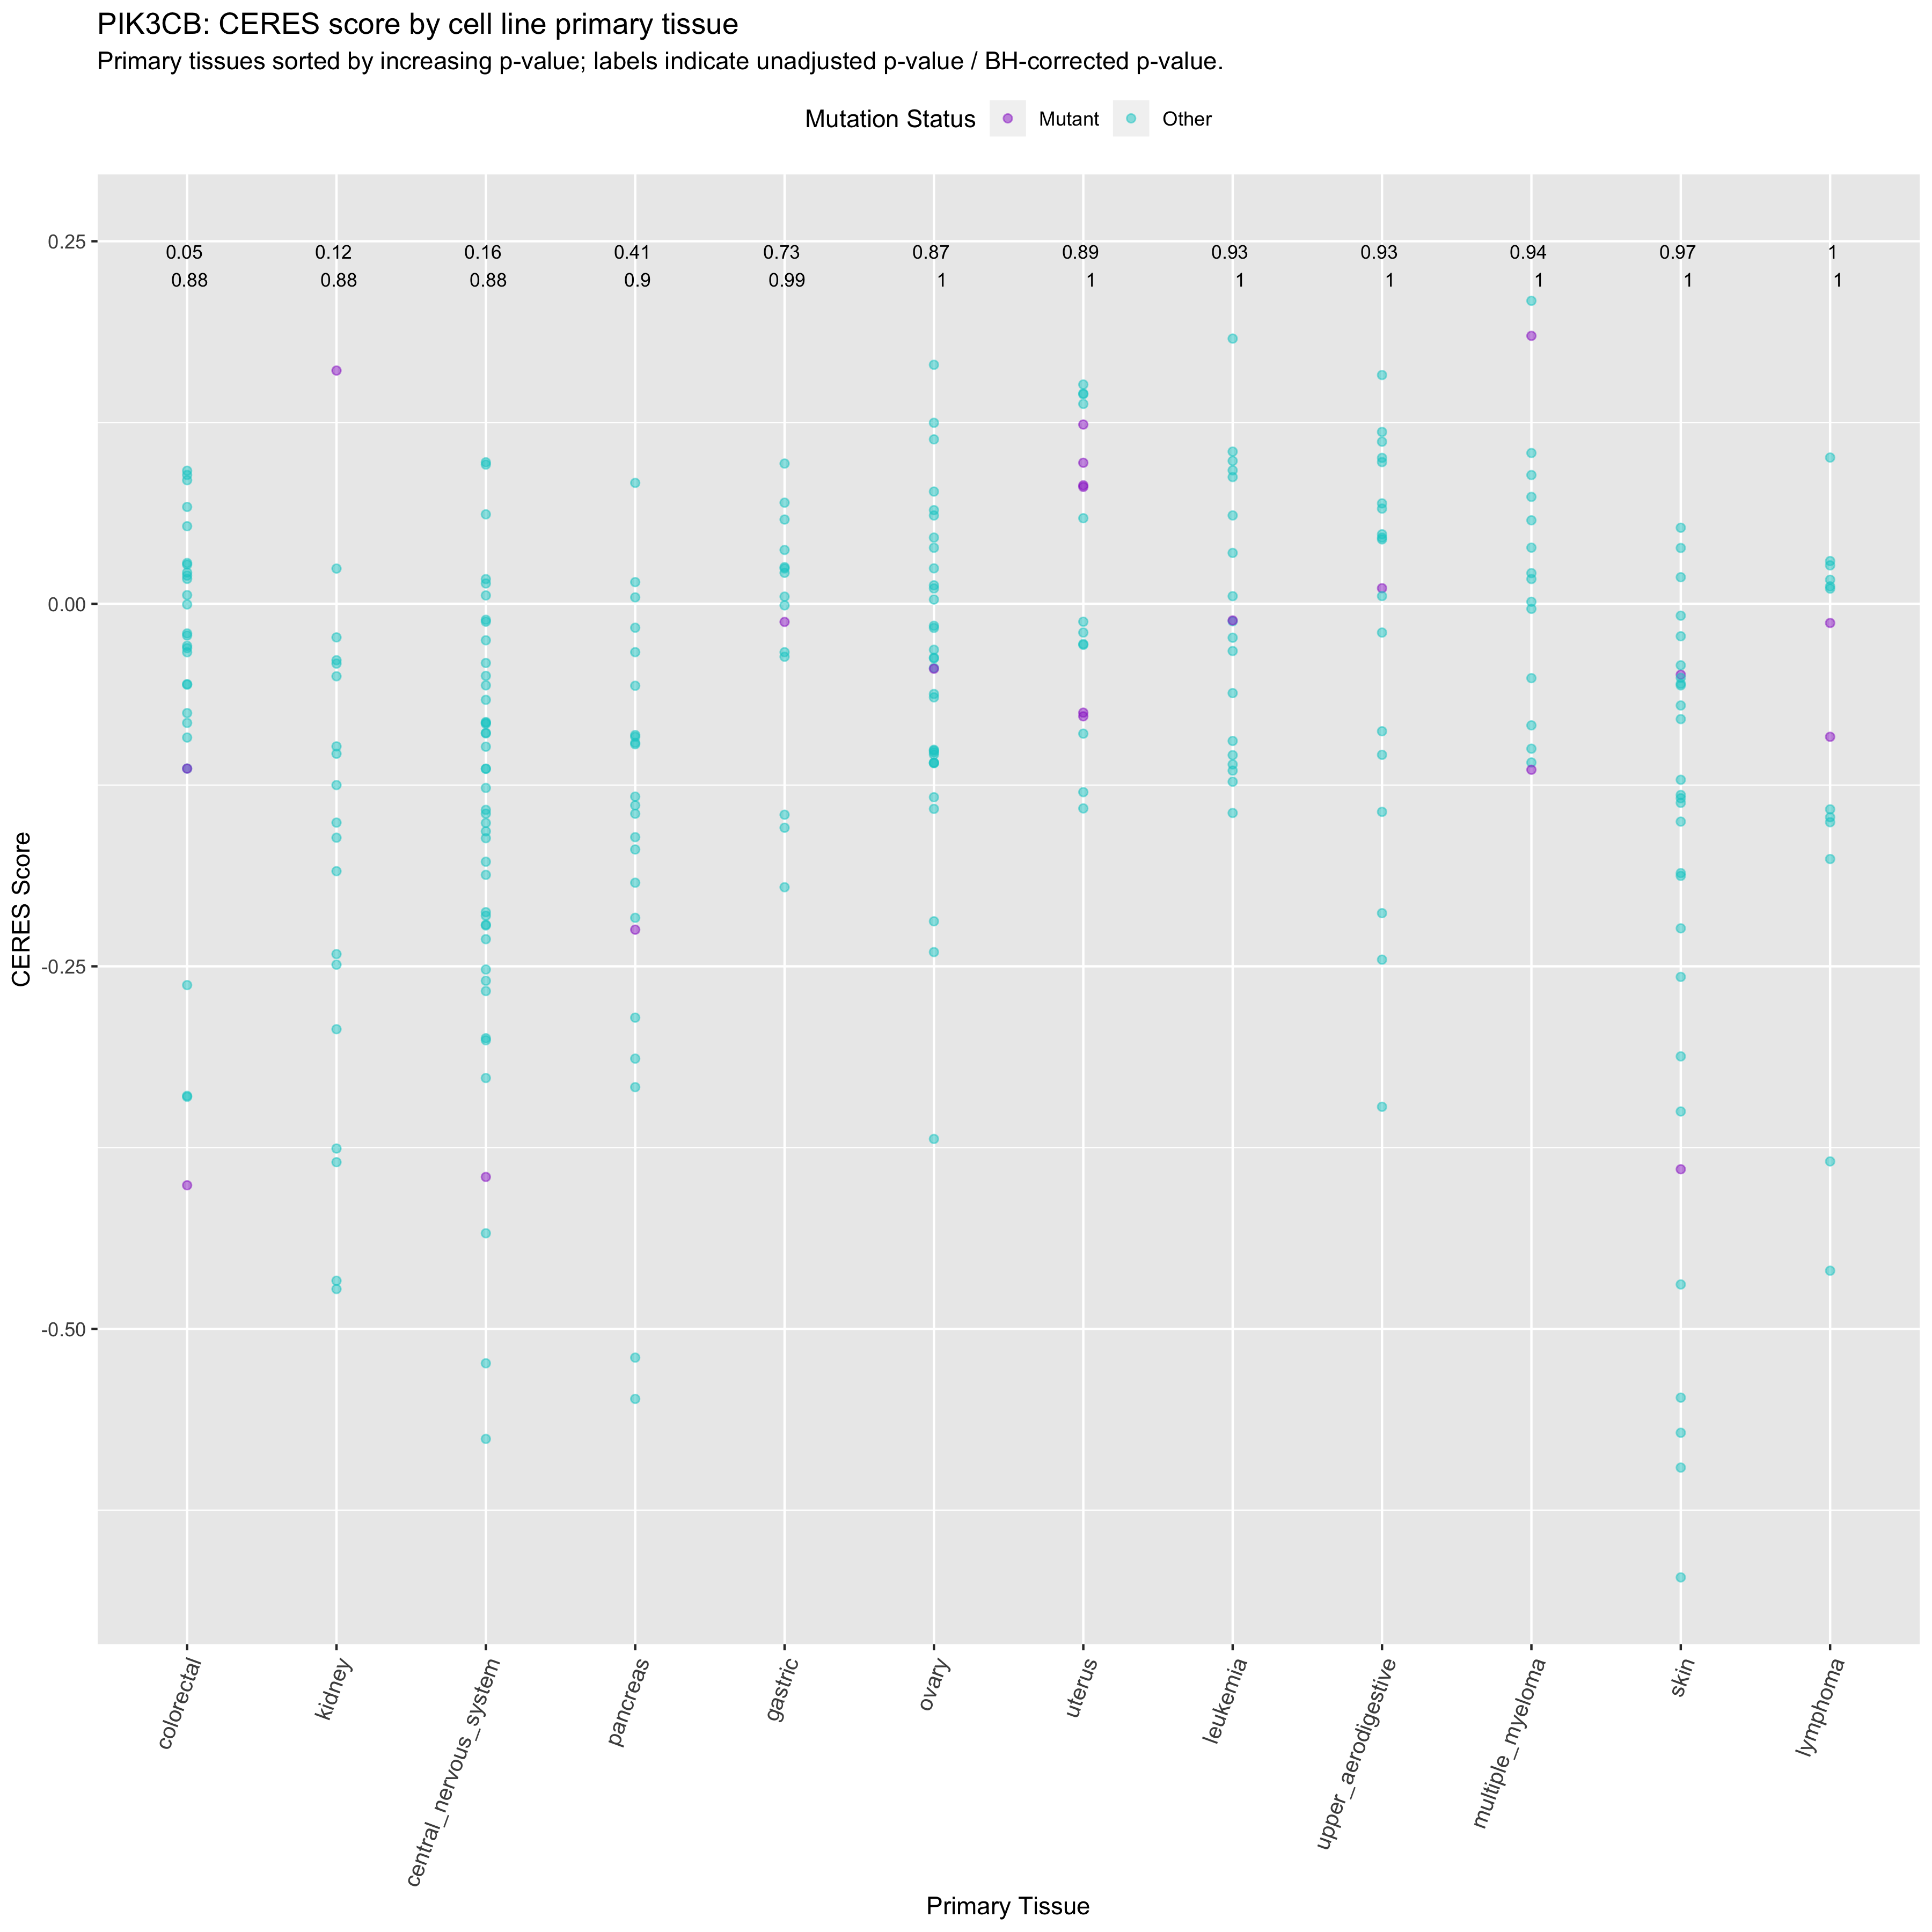 PIK3CB: CERES score by cell line primary tissue
Primary tissues sorted by increasing p-value; labels indicate unadjusted p-value / BH-corrected p-value.
Mutation Status Mutant Other
0.25
0.05 0.12 0.16 0.41 0.73 0.87 0.89 0.93 0.93 0.94 0.97 1
0.88 0.88 0.88 0.9 0.99 1 1 1 1 1 1 1
0.00
CERES Score
-0.25
-0.50
colorectal
kidney
central_nervous_system
pancreas
gastric
ovary
uterus
leukemia
upper_aerodigestive
multiple_myeloma
skin
lymphoma
Primary Tissue